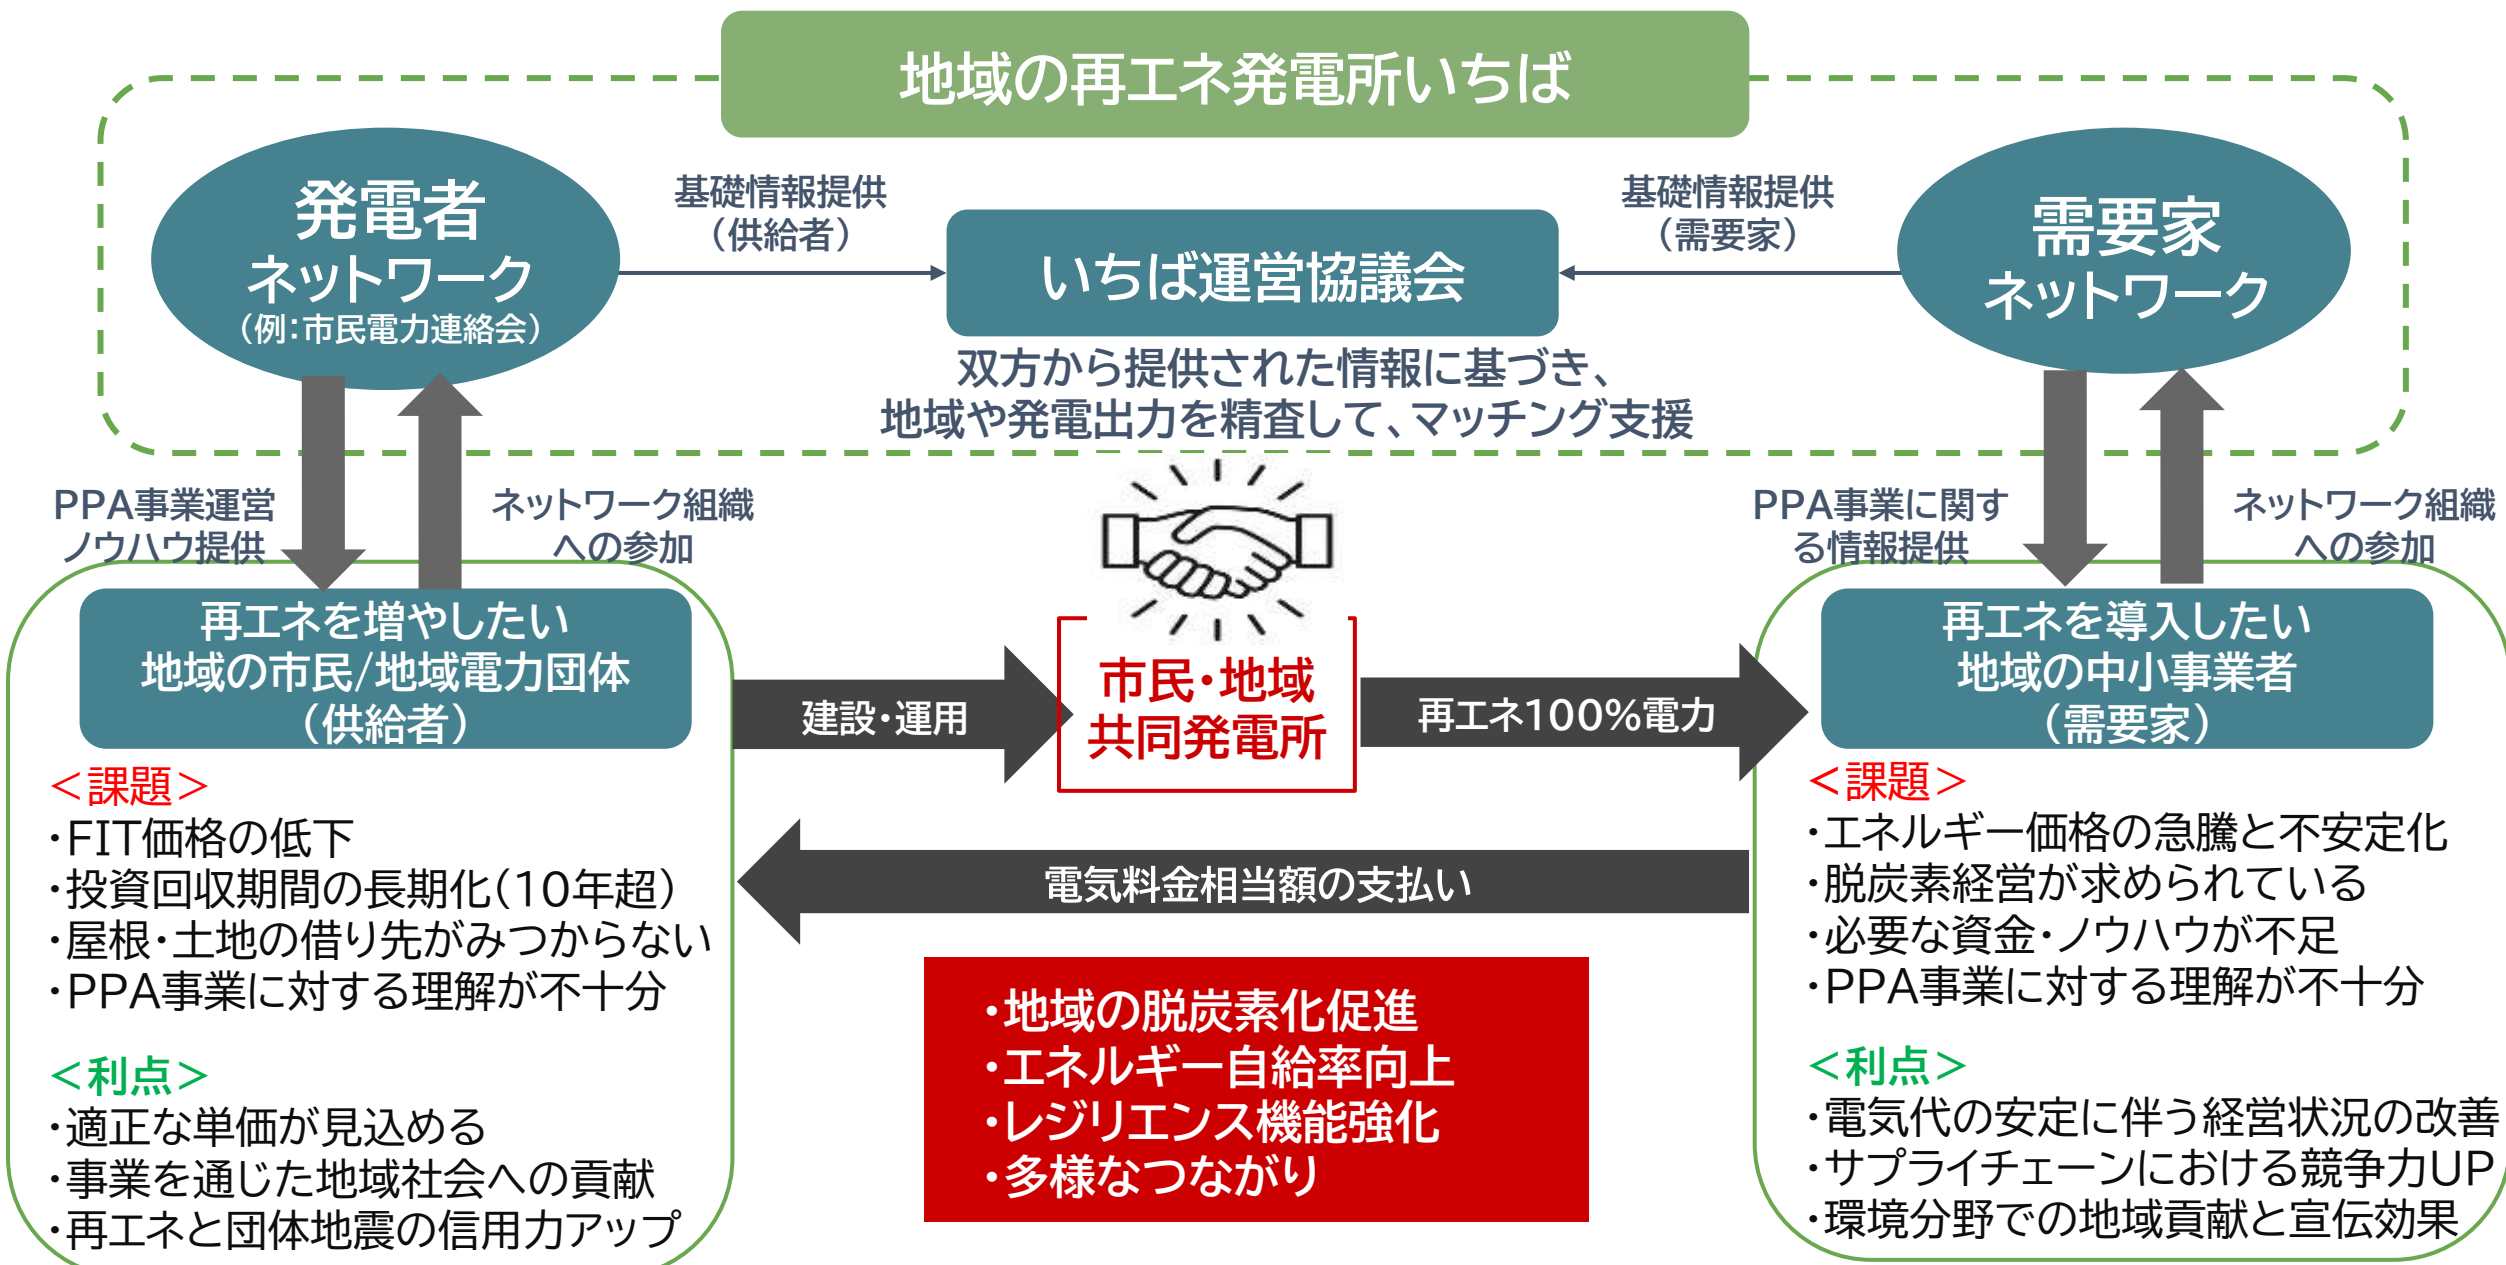 地域の再エネ発電所いちば
発電者
ネットワーク
（例：市民電力連絡会）
基礎情報提供
（供給者）
いちば運営協議会
基礎情報提供
（需要家）
需要家
ネットワーク
双方から提供された情報に基づき、
地域や発電出力を精査して、マッチング支援
PPA事業運営
ノウハウ提供
ネットワーク組織
への参加
PPA事業に関す
る情報提供
ネットワーク組織
への参加
再エネを増やしたい
地域の市民/地域電力団体
（供給者）
建設・運用
市民・地域
共同発電所
再エネ100%電力
再エネを導入したい
地域の中小事業者
（需要家）
電気料金相当額の支払い
＜課題＞
・FIT価格の低下
・投資回収期間の長期化（10年超）
・屋根・土地の借り先がみつからない
・PPA事業に対する理解が不十分
＜利点＞
・適正な単価が見込める
・事業を通じた地域社会への貢献
・再エネと団体地震の信用力アップ
・地域の脱炭素化促進
・エネルギー自給率向上
・レジリエンス機能強化
・多様なつながり
＜課題＞
・エネルギー価格の急騰と不安定化
・脱炭素経営が求められている
・必要な資金・ノウハウが不足
・PPA事業に対する理解が不十分
＜利点＞
・電気代の安定に伴う経営状況の改善
・サプライチェーンにおける競争力UP
・環境分野での地域貢献と宣伝効果